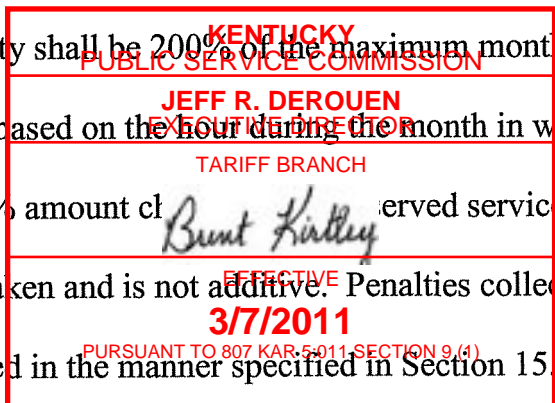 ty shall be 200% of the maximum mont
KENTUCKY
PUBLIC SERVICE COMMISSION
JEFF R. DEROUEN
EXECUTIVE DIRECTOR
based on the hour during the month in w
TARIFF BRANCH
% amount ch
erved servic
Bunt Kirtley
EFFECTIVE
ken and is not additive. Penalties colle
3/7/2011
PURSUANT TO 807 KAR 5:011 SECTION 9 (1)
d in the manner specified in Section 15.